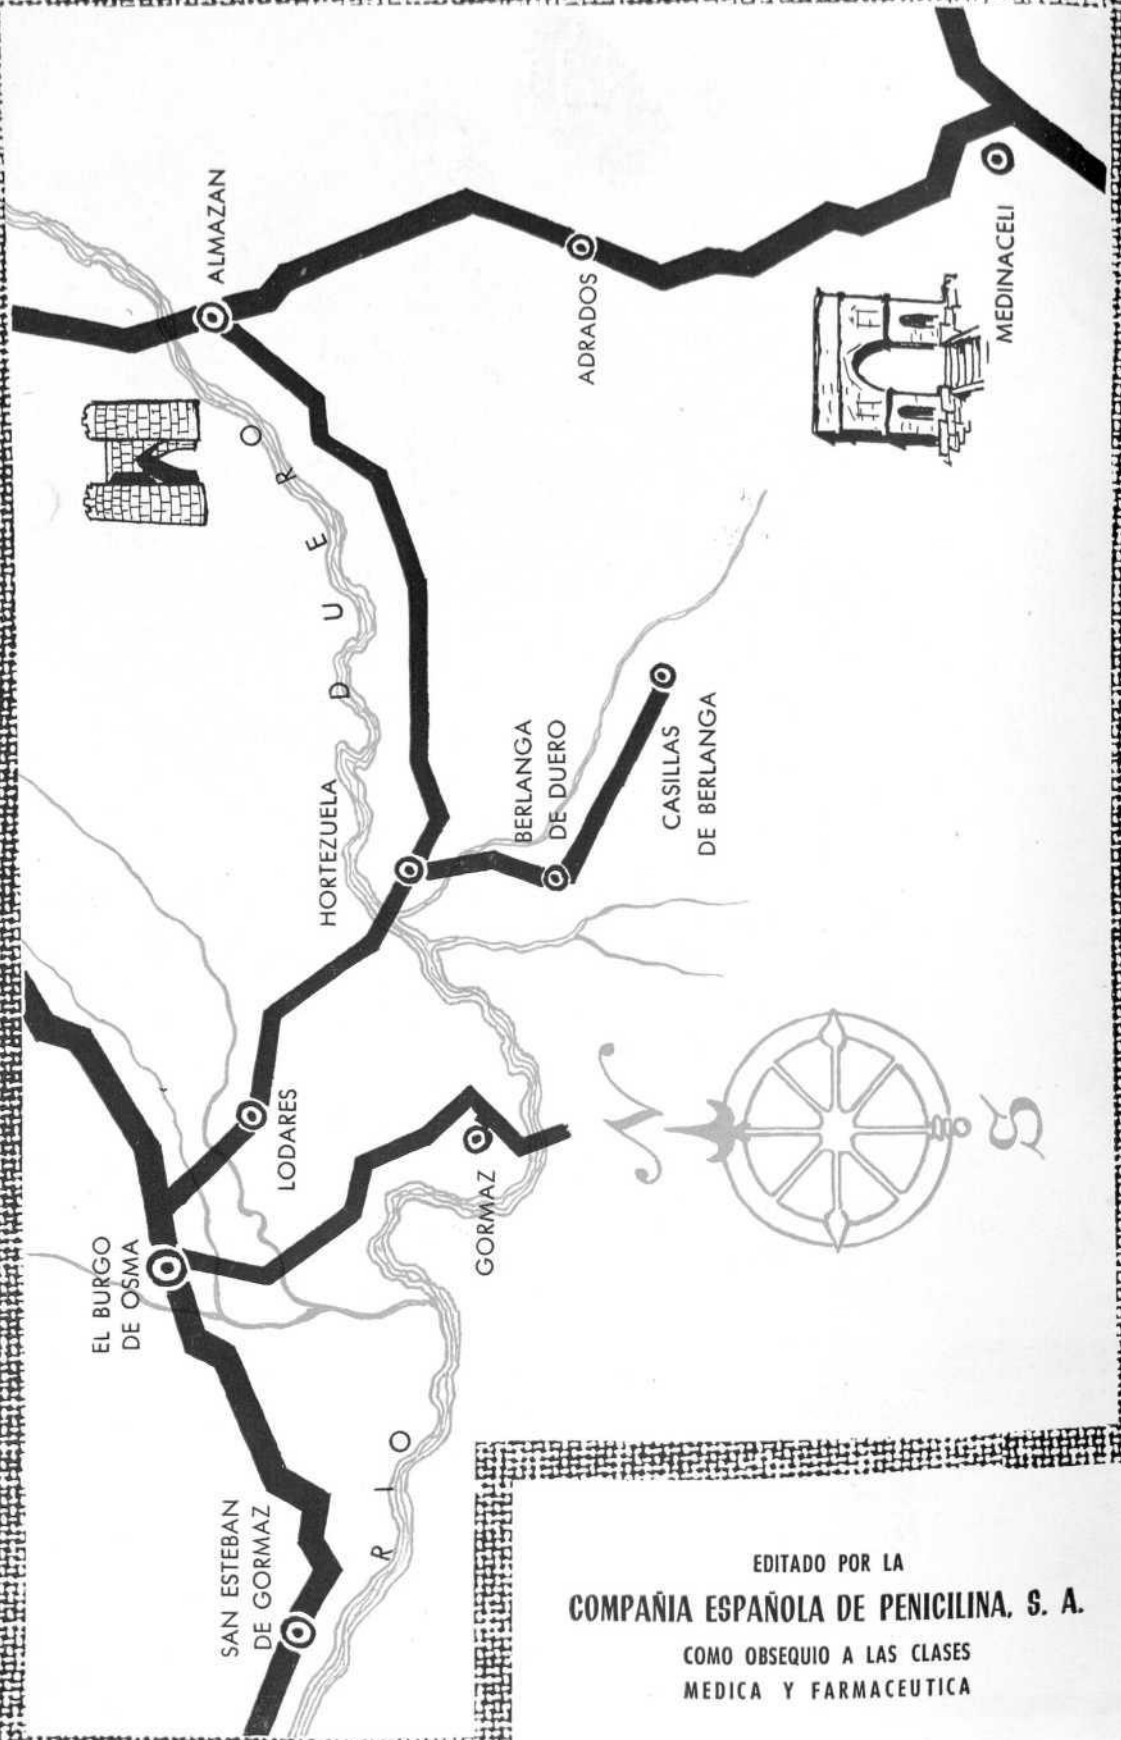 ALMAZAN
ADRADOS
MEDINACELI
RIO DUERO
HORTEZUELA
BERLANGA
DE DUERO
CASILLAS
DE BERLANGA
LODARES
GORMAZ
EL BURGO
DE OSMA
SAN ESTEBAN
DE GORMAZ
N
S
EDITADO POR LA
COMPAÑIA ESPAÑOLA DE PENICILINA, S. A.
COMO OBSEQUIO A LAS CLASES
MEDICA Y FARMACEUTICA